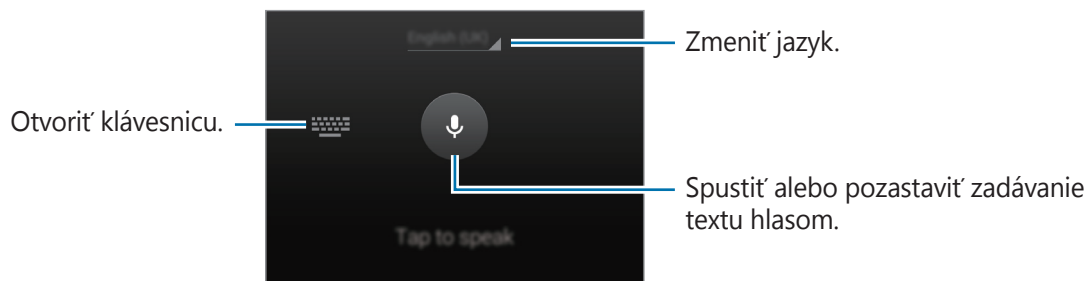 English (UK)
Zmeniť jazyk.
Otvoriť klávesnicu.
Spustiť alebo pozastaviť zadávanie
textu hlasom.
Tap to speak